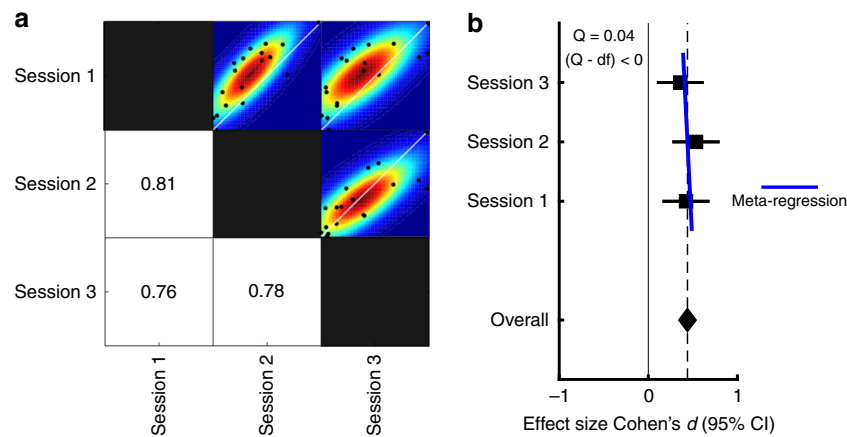 a
Session 1
Session 2
0.81
Session 3
0.76
0.78
Session 1
Session 2
Session 3
b
Q = 0.04
(Q - df) < 0
Session 3
Session 2
Session 1
Meta-regression
Overall
–1
0
1
Effect size Cohen's d (95% CI)